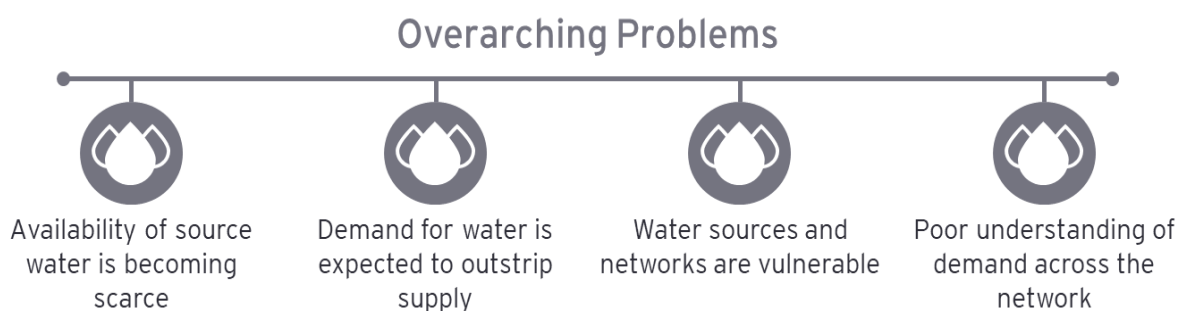 Overarching Problems
Availability of source
water is becoming
scarce
Demand for water is
expected to outstrip
supply
Water sources and
networks are vulnerable
Poor understanding of
demand across the
network